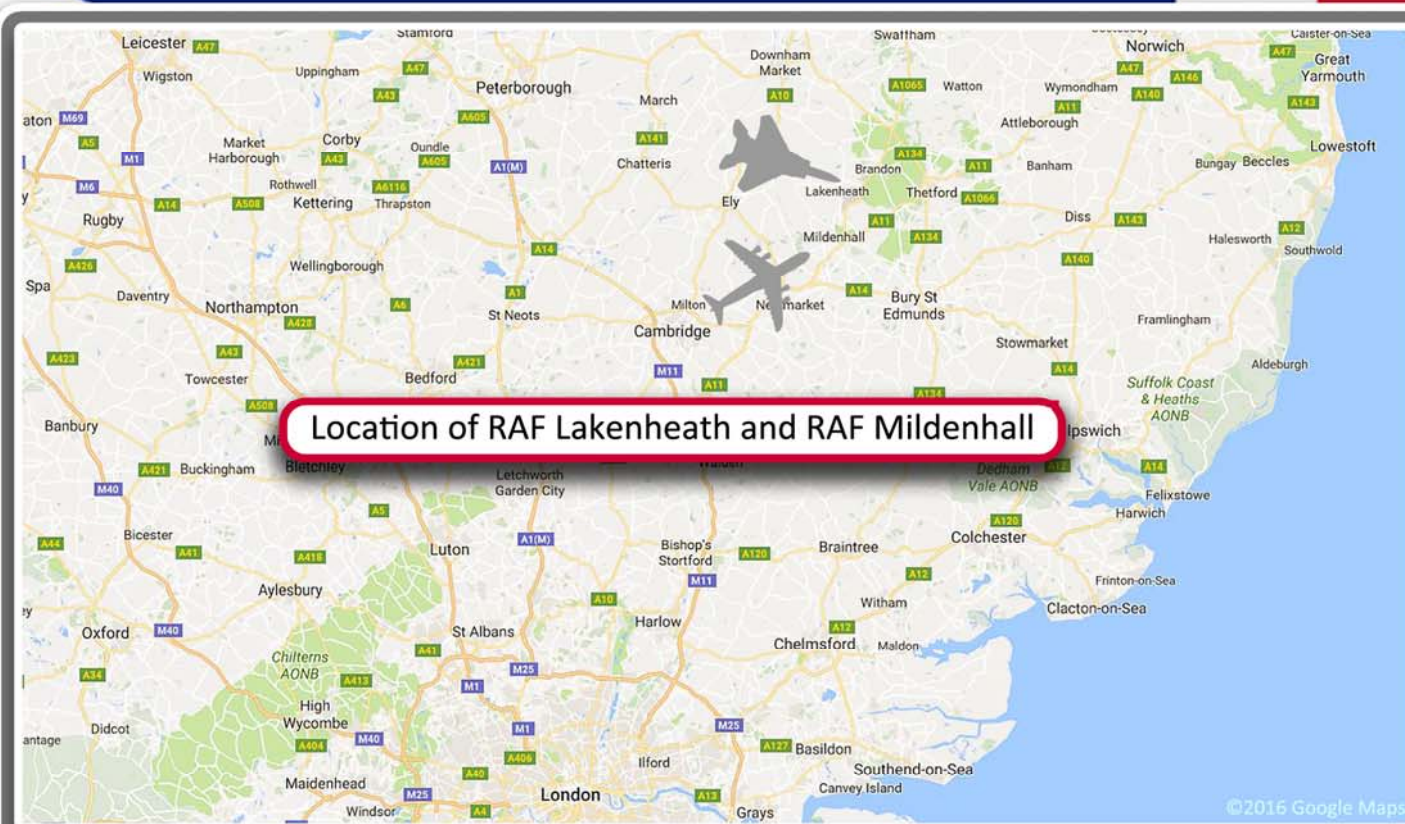 Stamford
Swaffham
Caister-on-Sea
Leicester A47
Downham
Market
Norwich
Great
Yarmouth
Wigston
Uppingham
A47
A47
A47
A146
Peterborough
A43
A10
A1065
Watton
Wymondham
A140
A143
March
A11
aton M69
A605
Attleborough
A5
Market
Harborough
Corby
Oundle
A141
Lowestoft
M1
A43
A605
A1(M)
Chatteris
A134
Brandon
A11
Banham
Bungay Beccles
M6
Rothwell
A6116
Lakenheath
Thetford
A1066
y
A14
A508
Kettering
Thrapston
Ely
Rugby
A11
Diss
A143
A12
Mildenhall
A134
Halesworth
Southwold
A14
A426
Wellingborough
A140
Spa
Daventry
Northampton
A6
A1
Milton
Newmarket
A14
Bury St
Edmunds
A428
St Neots
Cambridge
Framlingham
A423
A43
A421
Stowmarket
Towcester
Bedford
M11
A11
A14
Aldeburgh
A508
A134
Suffolk Coast
& Heaths
AONB
Banbury
Location of RAF Lakenheath and RAF Mildenhall
Ipswich
A421
Buckingham
Bletchley
Letchworth
Garden City
Dedham
Vale AONB
A12
A14
M40
Felixstowe
A5
Harwich
A44
Bicester
A41
A418
Luton
A1(M)
Bishop's
Stortford
A120
Braintree
A120
Colchester
M11
A12
Frinton-on-Sea
Aylesbury
A10
Witham
Clacton-on-Sea
ey
Oxford
M40
St Albans
Harlow
A12
Chelmsford
Maldon
A41
Chilterns
AONB
A413
M25
A34
M1
High
Wycombe
Didcot
antage
A404
M40
M1
M25
A406
A127
Basildon
Ilford
Southend-on-Sea
A40
Maidenhead
M25
London
A13
Canvey Island
Windsor
A4
Grays
©2016 Google Maps